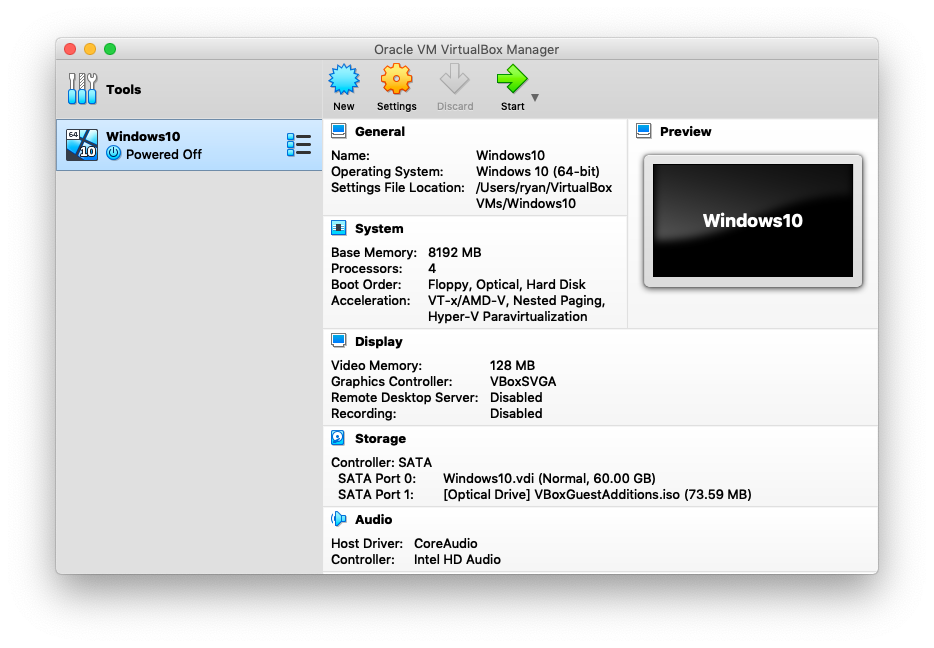 Oracle VM VirtualBox Manager
Tools
New
Settings
Discard
Start
64
10
Windows10
Powered Off
General
Name: Windows10
Operating System: Windows 10 (64-bit)
Settings File Location: /Users/ryan/VirtualBox
VMs/Windows10
Preview
Windows10
System
Base Memory: 8192 MB
Processors: 4
Boot Order: Floppy, Optical, Hard Disk
Acceleration: VT-x/AMD-V, Nested Paging,
Hyper-V Paravirtualization
Display
Video Memory: 128 MB
Graphics Controller: VBoxSVGA
Remote Desktop Server: Disabled
Recording: Disabled
Storage
Controller: SATA
SATA Port 0: Windows10.vdi (Normal, 60.00 GB)
SATA Port 1: [Optical Drive] VBoxGuestAdditions.iso (73.59 MB)
Audio
Host Driver: CoreAudio
Controller: Intel HD Audio